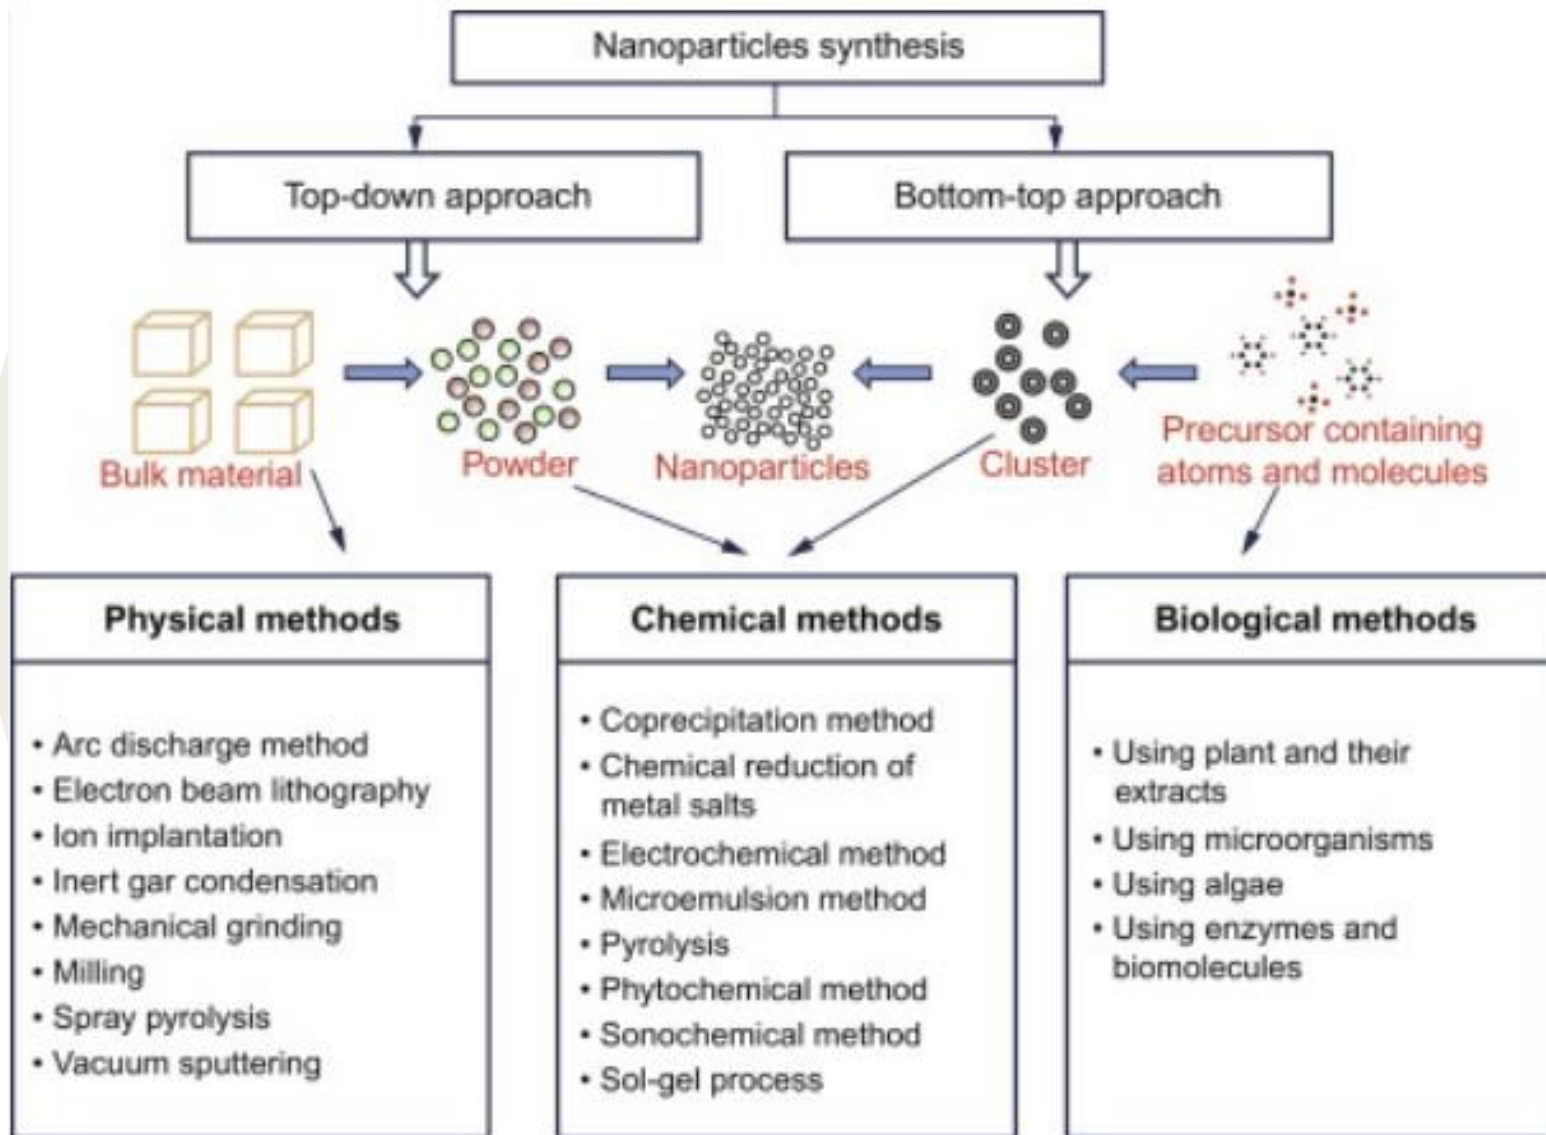 Nanoparticles synthesis
Top-down approach
Bottom-top approach
Bulk material
Powder
Nanoparticles
Cluster
Precursor containing
atoms and molecules
Physical methods
• Arc discharge method
• Electron beam lithography
• Ion implantation
• Inert gar condensation
• Mechanical grinding
• Milling
• Spray pyrolysis
• Vacuum sputtering
Chemical methods
• Coprecipitation method
• Chemical reduction of
metal salts
• Electrochemical method
• Microemulsion method
• Pyrolysis
• Phytochemical method
• Sonochemical method
• Sol-gel process
Biological methods
• Using plant and their
extracts
• Using microorganisms
• Using algae
• Using enzymes and
biomolecules